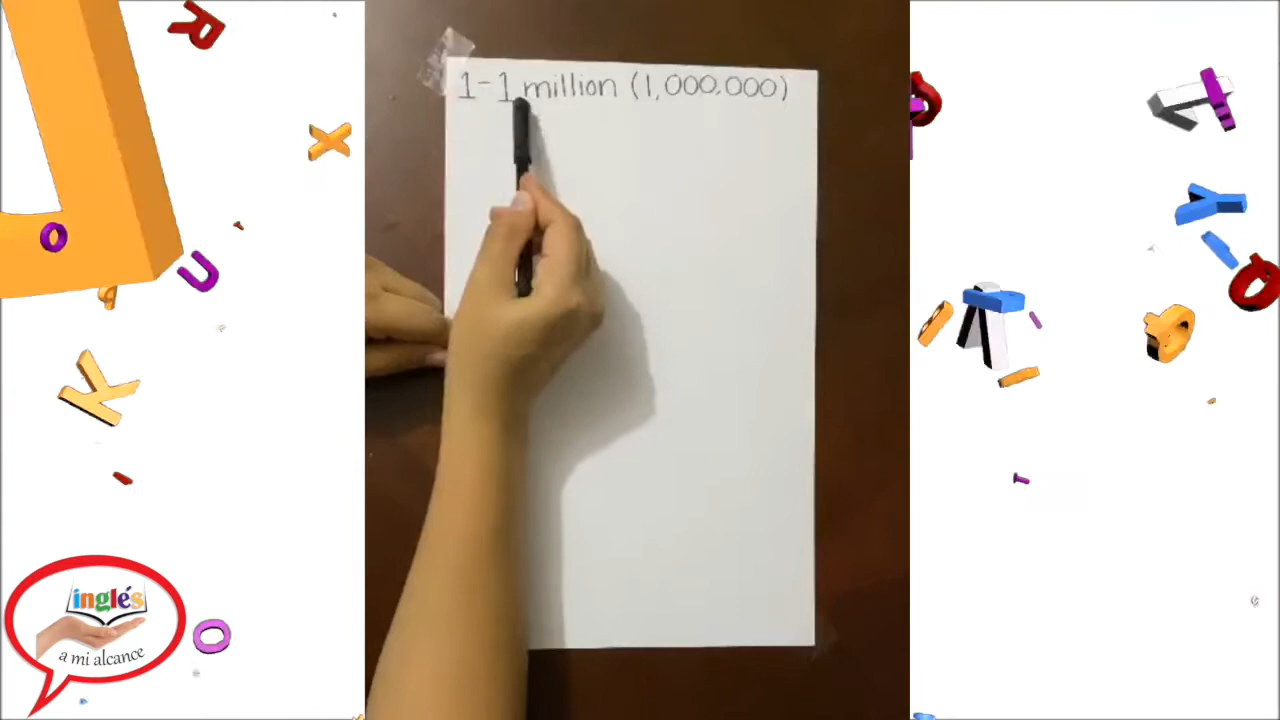 1-1 million (1,000,000)
inglés
a mi alcance